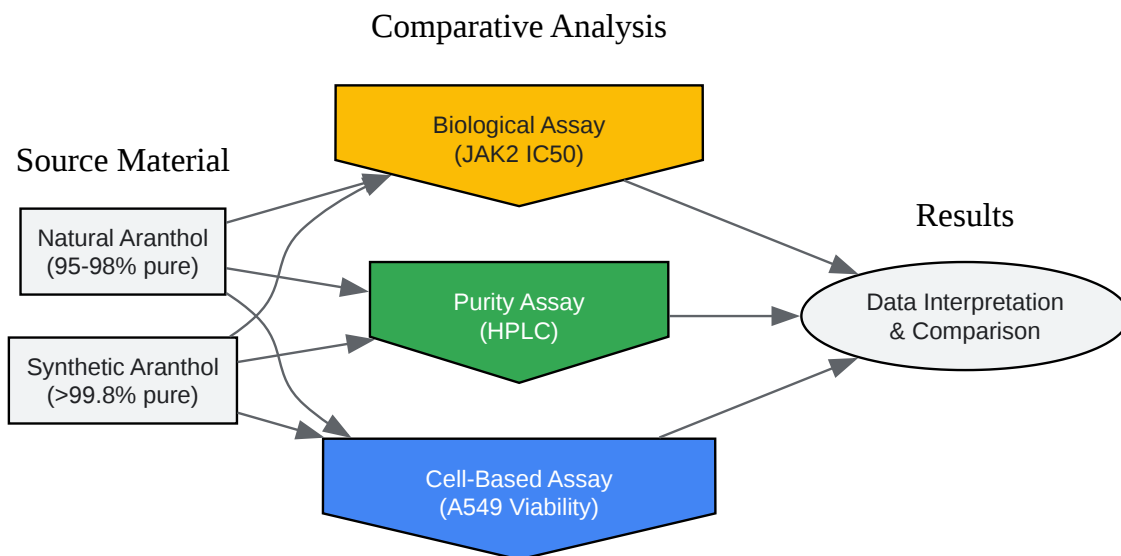 Comparative Analysis
Source Material
Results
Biological Assay
(JAK2 IC50)
Natural Aranthol
(95-98% pure)
Purity Assay
(HPLC)
Data Interpretation
& Comparison
Synthetic Aranthol
(>99.8% pure)
Cell-Based Assay
(A549 Viability)